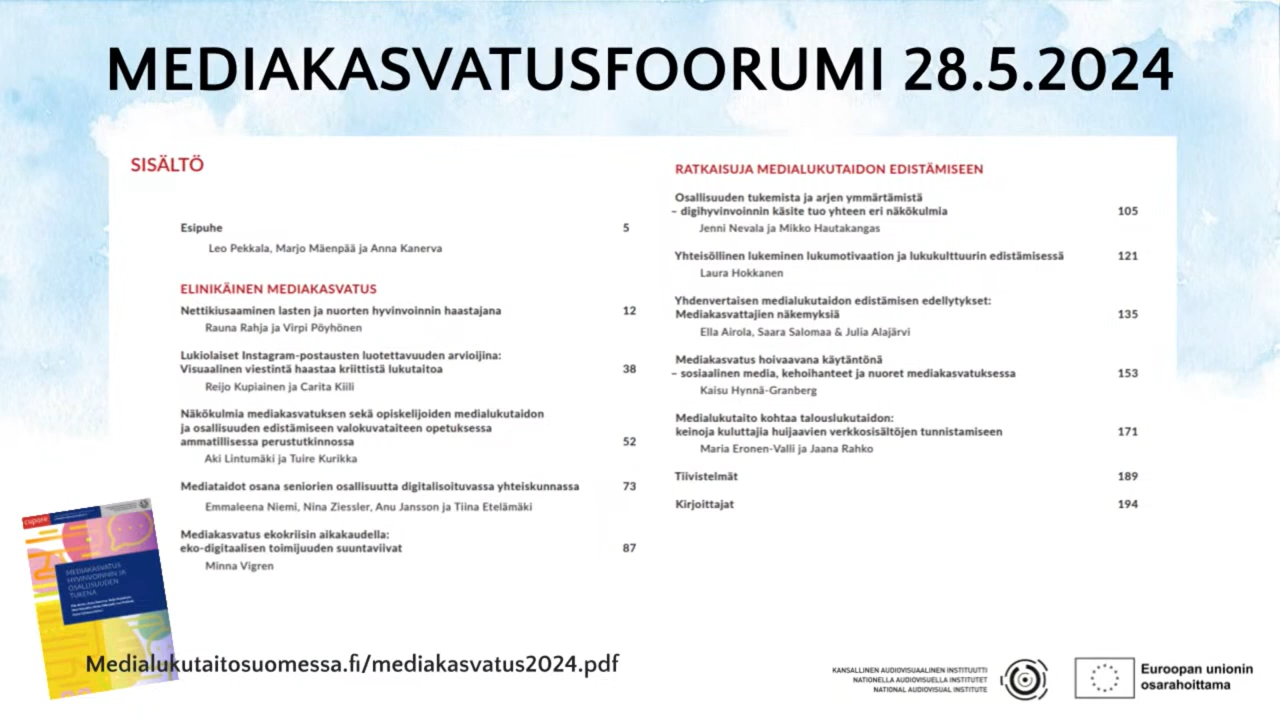 MEDIAKASVATUSFOORUMI 28.5.2024
SISÄLTÖ
Esipuhe 5
Leo Pekkala, Marjo Mäenpää ja Anna Kanerva
ELINIKÄINEN MEDIAKASVATUS
Nettikiusaaminen lasten ja nuorten hyvinvoinnin haastajana 12
Rauna Rahja ja Virpi Pöyhönen
Lukiolaiset Instagram-postausten luotettavuuden arvioijina:
Visuaalinen viestintä haastaa kriittistä lukutaitoa 38
Reijo Kupiainen ja Carita Kiili
Näkökulmia mediakasvatuksen sekä opiskelijoiden medialukutaidon
ja osallisuuden edistämiseen valokuvataiteen opetuksessa
ammatillisessa perustutkinnossa 52
Aki Lintumäki ja Tuire Kurikka
Mediataidot osana seniorien osallisuutta digitalisoituvassa yhteiskunnassa 73
Emmaleena Niemi, Nina Ziessler, Anu Jansson ja Tiina Etelämäki
Mediakasvatus ekokriisin aikakaudella:
eko-digitaalisen toimijuuden suuntaviivat 87
Minna Vigren
RATKAISUJA MEDIALUKUTAIDON EDISTÄMISEEN
Osallisuuden tukemista ja arjen ymmärtämistä
– digihyvinvoinnin käsite tuo yhteen eri näkökulmia 105
Jenni Nevala ja Mikko Hautakangas
Yhteisöllinen lukeminen lukumotivaation ja lukukulttuurin edistämisessä 121
Laura Hokkanen
Yhdenvertaisen medialukutaidon edistämisen edellytykset:
Mediakasvattajien näkemyksiä 135
Ella Airola, Saara Salomaa & Julia Alajärvi
Mediakasvatus hoivaavana käytäntönä
– sosiaalinen media, kehoihanteet ja nuoret mediakasvatuksessa 153
Kaisu Hynnä-Granberg
Medialukutaito kohtaa talouslukutaidon:
keinoja kuluttajia huijaavien verkkosisältöjen tunnistamiseen 171
Maria Eronen-Valli ja Jaana Rahko
Tiivistelmät 189
Kirjoittajat 194
cupore
MEDIAKASVATUS
HYVINVOINNIN JA
OSALLISUUDEN
TUKENA
Medialukutaitosuomessa.fi/mediakasvatus2024.pdf
KANSALLINEN AUDIOVISUAALINEN INSTITUUTTI
NATIONELLA AUDIOVISUELLA INSTITUTET
NATIONAL AUDIOVISUAL INSTITUTE
Euroopan unionin
osarahoittama